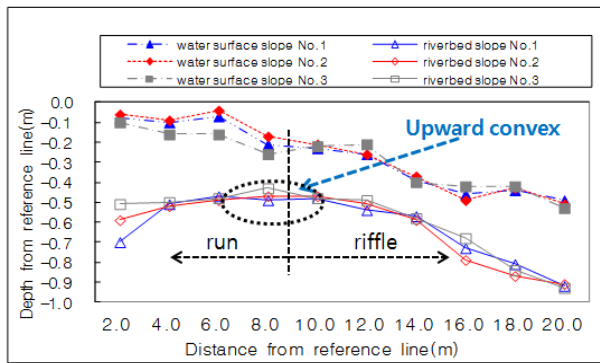 water surface slope No.1 riverbed slope No.1
water surface slope No.2 riverbed slope No.2
water surface slope No.3 riverbed slope No.3
Depth from reference line(m)
0.0
-0.1
-0.2
-0.3
-0.4
-0.5
-0.6
-0.7
-0.8
-0.9
-1.0
Upward convex
run riffle
2.0 4.0 6.0 8.0 10.0 12.0 14.0 16.0 18.0 20.0
Distance from reference line(m)